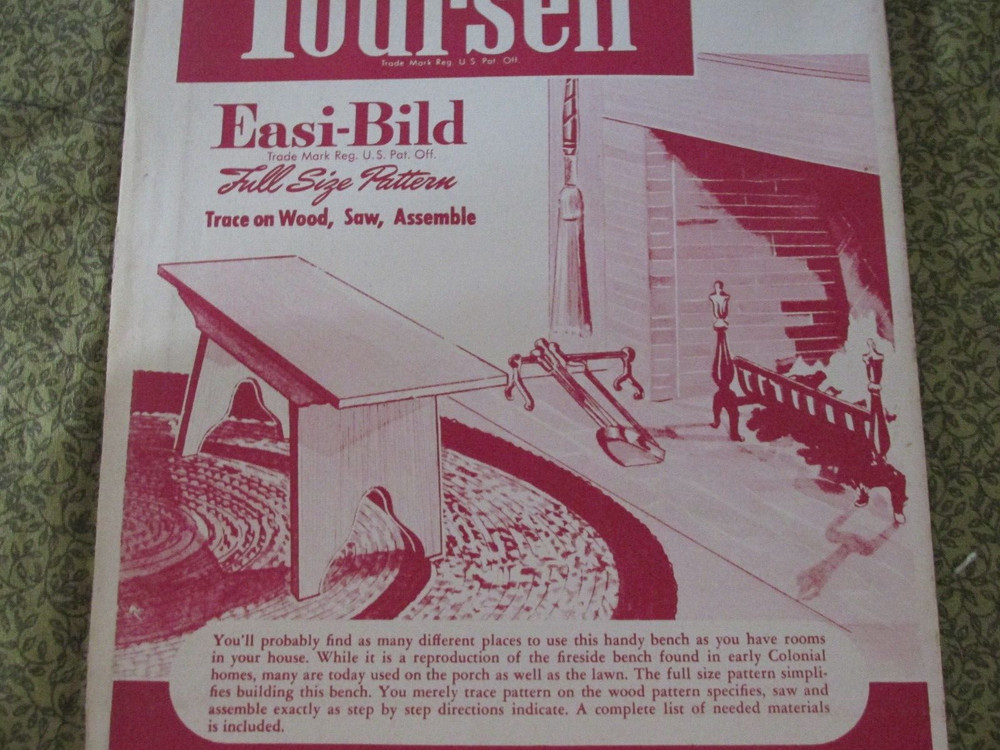 Your-self
Trade Mark Reg. U S Pat Off.
Easi-Bild
Trade Mark Reg. U.S. Pat. Off.
Full Size Pattern
Trace on Wood, Saw, Assemble
You'll probably find as many different places to use this handy bench as you have rooms
in your house. While it is a reproduction of the fireside bench found in early Colonial
homes, many are today used on the porch as well as the lawn. The full size pattern simpli-
fies building this bench. You merely trace pattern on the wood pattern specifies, saw and
assemble exactly as step by step directions indicate. A complete list of needed materials
is included.